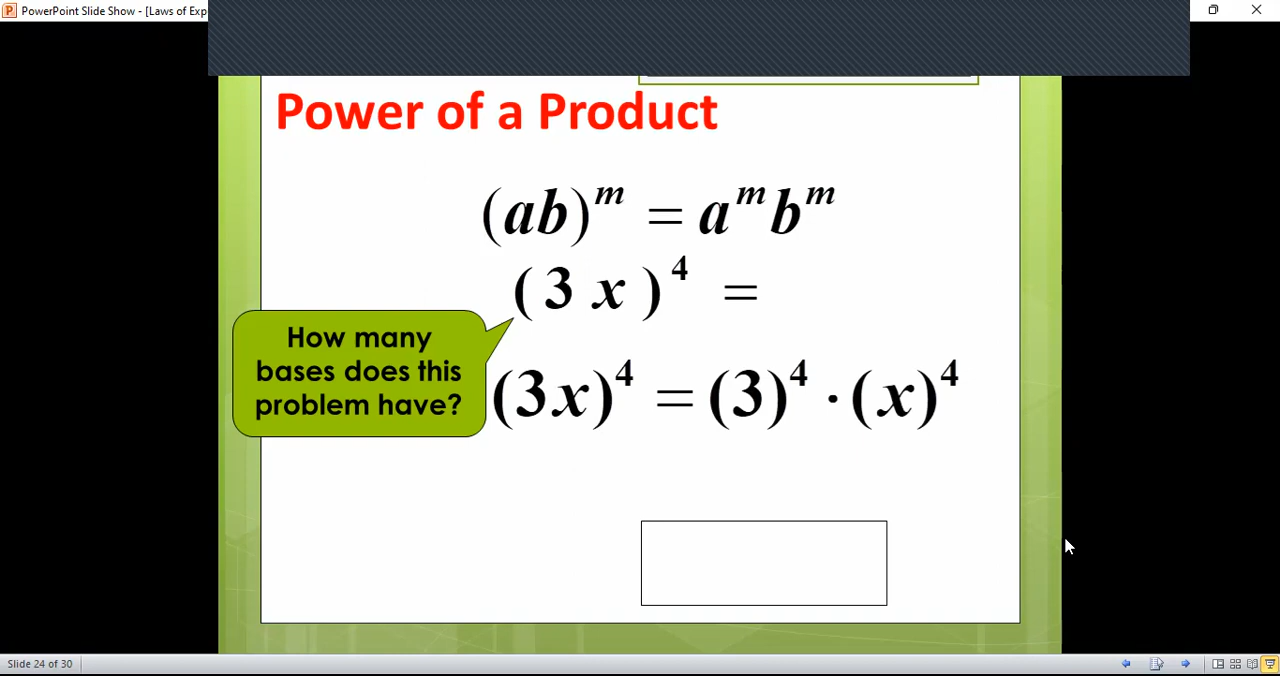 PowerPoint Slide Show - [Laws of Exp
Power of a Product
(ab)^m = a^m b^m
(3 x)^4 =
How many
bases does this
problem have?
(3x)^4 = (3)^4 · (x)^4
Slide 24 of 30